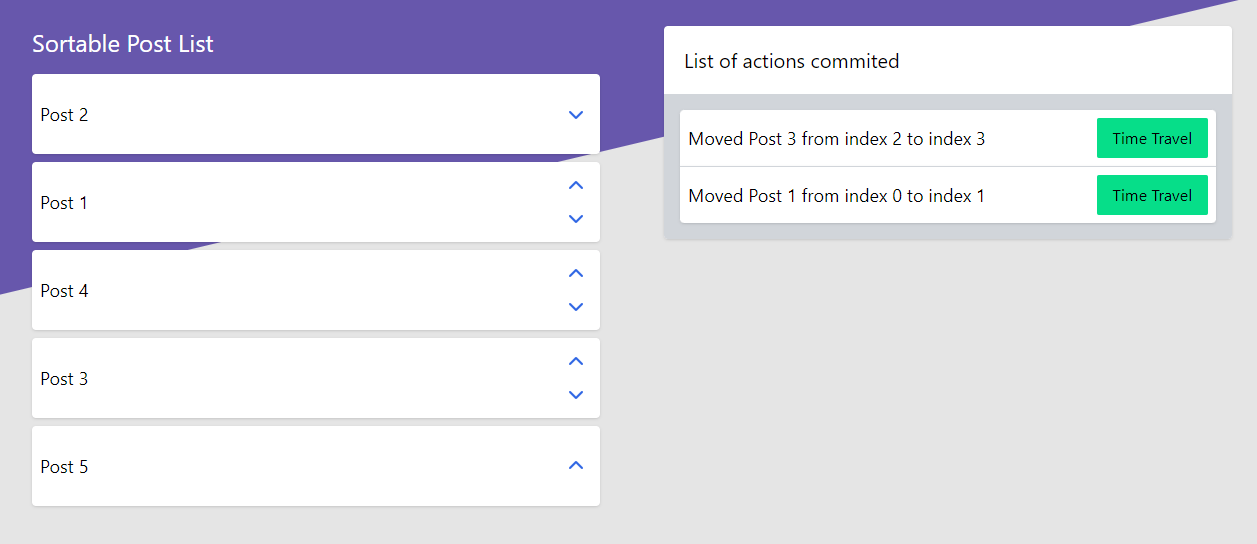 Sortable Post List
Post 2
Post 1
Post 4
Post 3
Post 5
List of actions commited
Moved Post 3 from index 2 to index 3
Time Travel
Moved Post 1 from index 0 to index 1
Time Travel